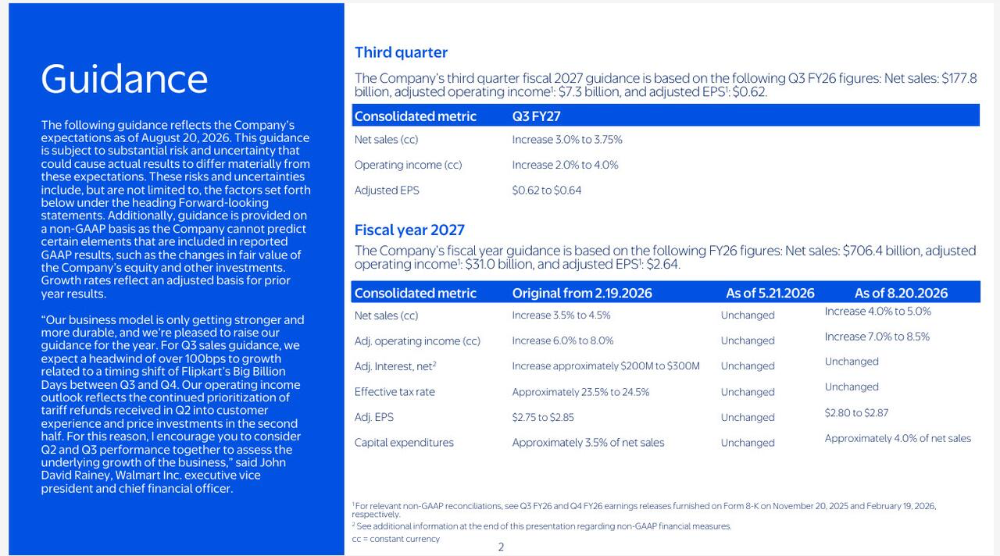 Guidance
The following guidance reflects the Company's
expectations as of August 20, 2026. This guidance
is subject to substantial risk and uncertainty that
could cause actual results to differ materially from
these expectations. These risks and uncertainties
include, but are not limited to, the factors set forth
below under the heading Forward-looking
statements. Additionally, guidance is provided on
a non-GAAP basis as the Company cannot predict
certain elements that are included in reported
GAAP results, such as the changes in fair value of
the Company's equity and other investments.
Growth rates reflect an adjusted basis for prior
year results.
“Our business model is only getting stronger and
more durable, and we're pleased to raise our
guidance for the year. For Q3 sales guidance, we
expect a headwind of over 100bps to growth
related to a timing shift of Flipkart's Big Billion
Days between Q3 and Q4. Our operating income
outlook reflects the continued prioritization of
tariff refunds received in Q2 into customer
experience and price investments in the second
half. For this reason, I encourage you to consider
Q2 and Q3 performance together to assess the
underlying growth of the business,” said John
David Rainey, Walmart Inc. executive vice
president and chief financial officer.
Third quarter
The Company's third quarter fiscal 2027 guidance is based on the following Q3 FY26 figures: Net sales: $177.8
billion, adjusted operating income¹: $7.3 billion, and adjusted EPS¹: $0.62.
Consolidated metric Q3 FY27
Net sales (cc) Increase 3.0% to 3.75%
Operating income (cc) Increase 2.0% to 4.0%
Adjusted EPS $0.62 to $0.64
Fiscal year 2027
The Company's fiscal year guidance is based on the following FY26 figures: Net sales: $706.4 billion, adjusted
operating income¹: $31.0 billion, and adjusted EPS¹: $2.64.
Consolidated metric Original from 2.19.2026 As of 5.21.2026 As of 8.20.2026
Net sales (cc) Increase 3.5% to 4.5% Unchanged Increase 4.0% to 5.0%
Adj. operating income (cc) Increase 6.0% to 8.0% Unchanged Increase 7.0% to 8.5%
Adj. Interest, net² Increase approximately $200M to $300M Unchanged Unchanged
Effective tax rate Approximately 23.5% to 24.5% Unchanged Unchanged
Adj. EPS $2.75 to $2.85 Unchanged $2.80 to $2.87
Capital expenditures Approximately 3.5% of net sales Unchanged Approximately 4.0% of net sales
¹ For relevant non-GAAP reconciliations, see Q3 FY26 and Q4 FY26 earnings releases furnished on Form 8-K on November 20, 2025 and February 19, 2026,
respectively.
² See additional information at the end of this presentation regarding non-GAAP financial measures.
cc = constant currency
2